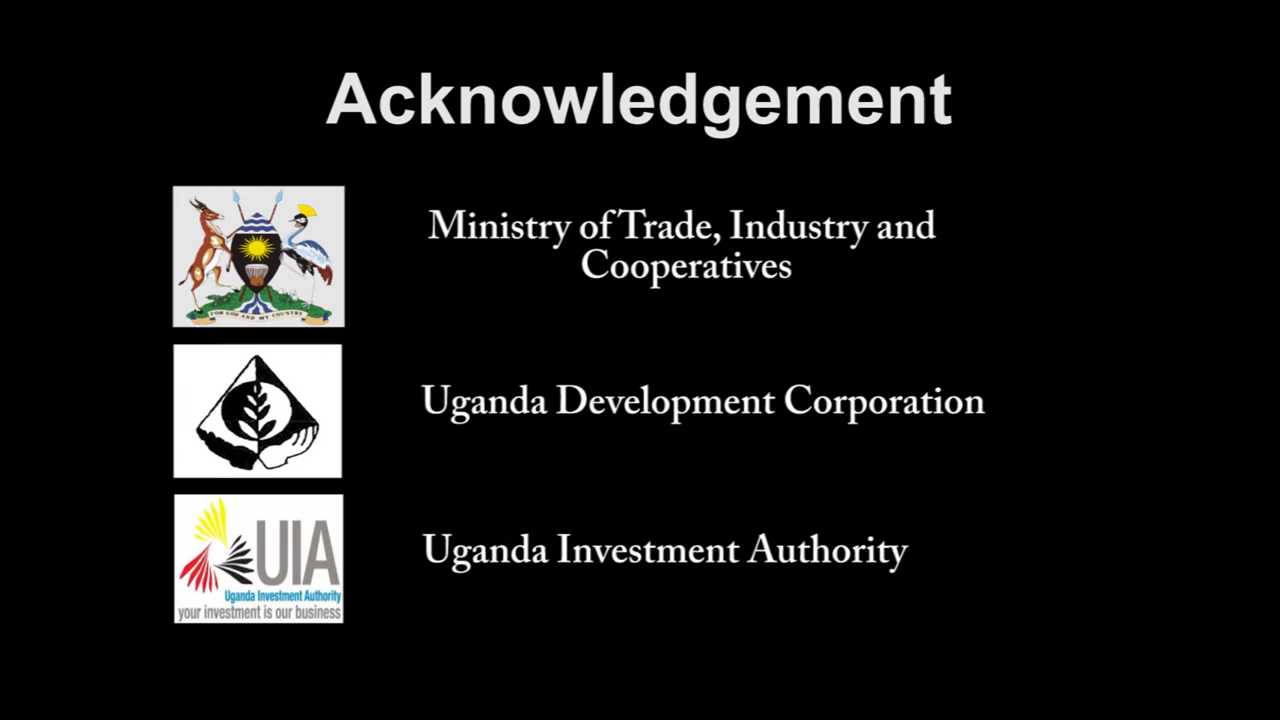 Acknowledgement
FOR GOD AND MY COUNTRY
Ministry of Trade, Industry and
Cooperatives
Uganda Development Corporation
UIA
Uganda Investment Authority
your investment is our business
Uganda Investment Authority